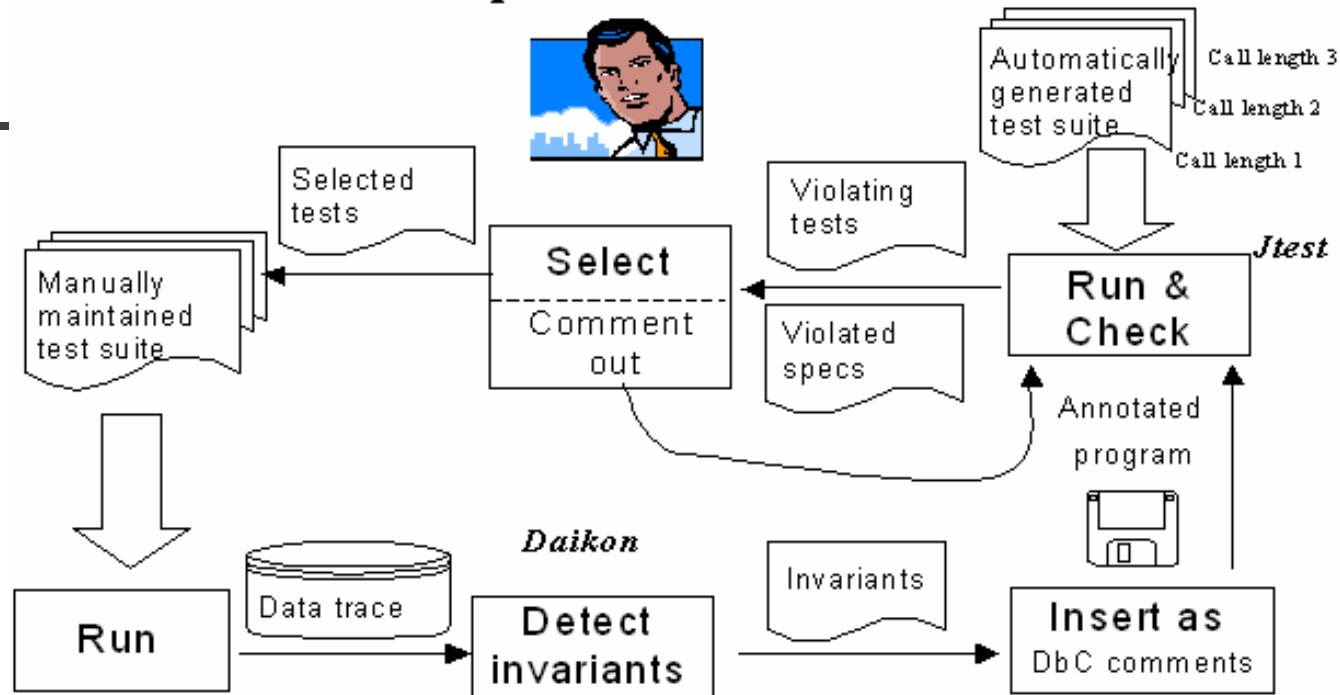 Automatically
generated
test suite
Call length 3
Call length 2
Call length 1
Selected
tests
Violating
tests
Jtest
Manually
maintained
test suite
Select
Comment
out
Run &
Check
Violated
specs
Annotated
program
Daikon
Run
Data trace
Detect
invariants
Invariants
Insert as
DbC comments